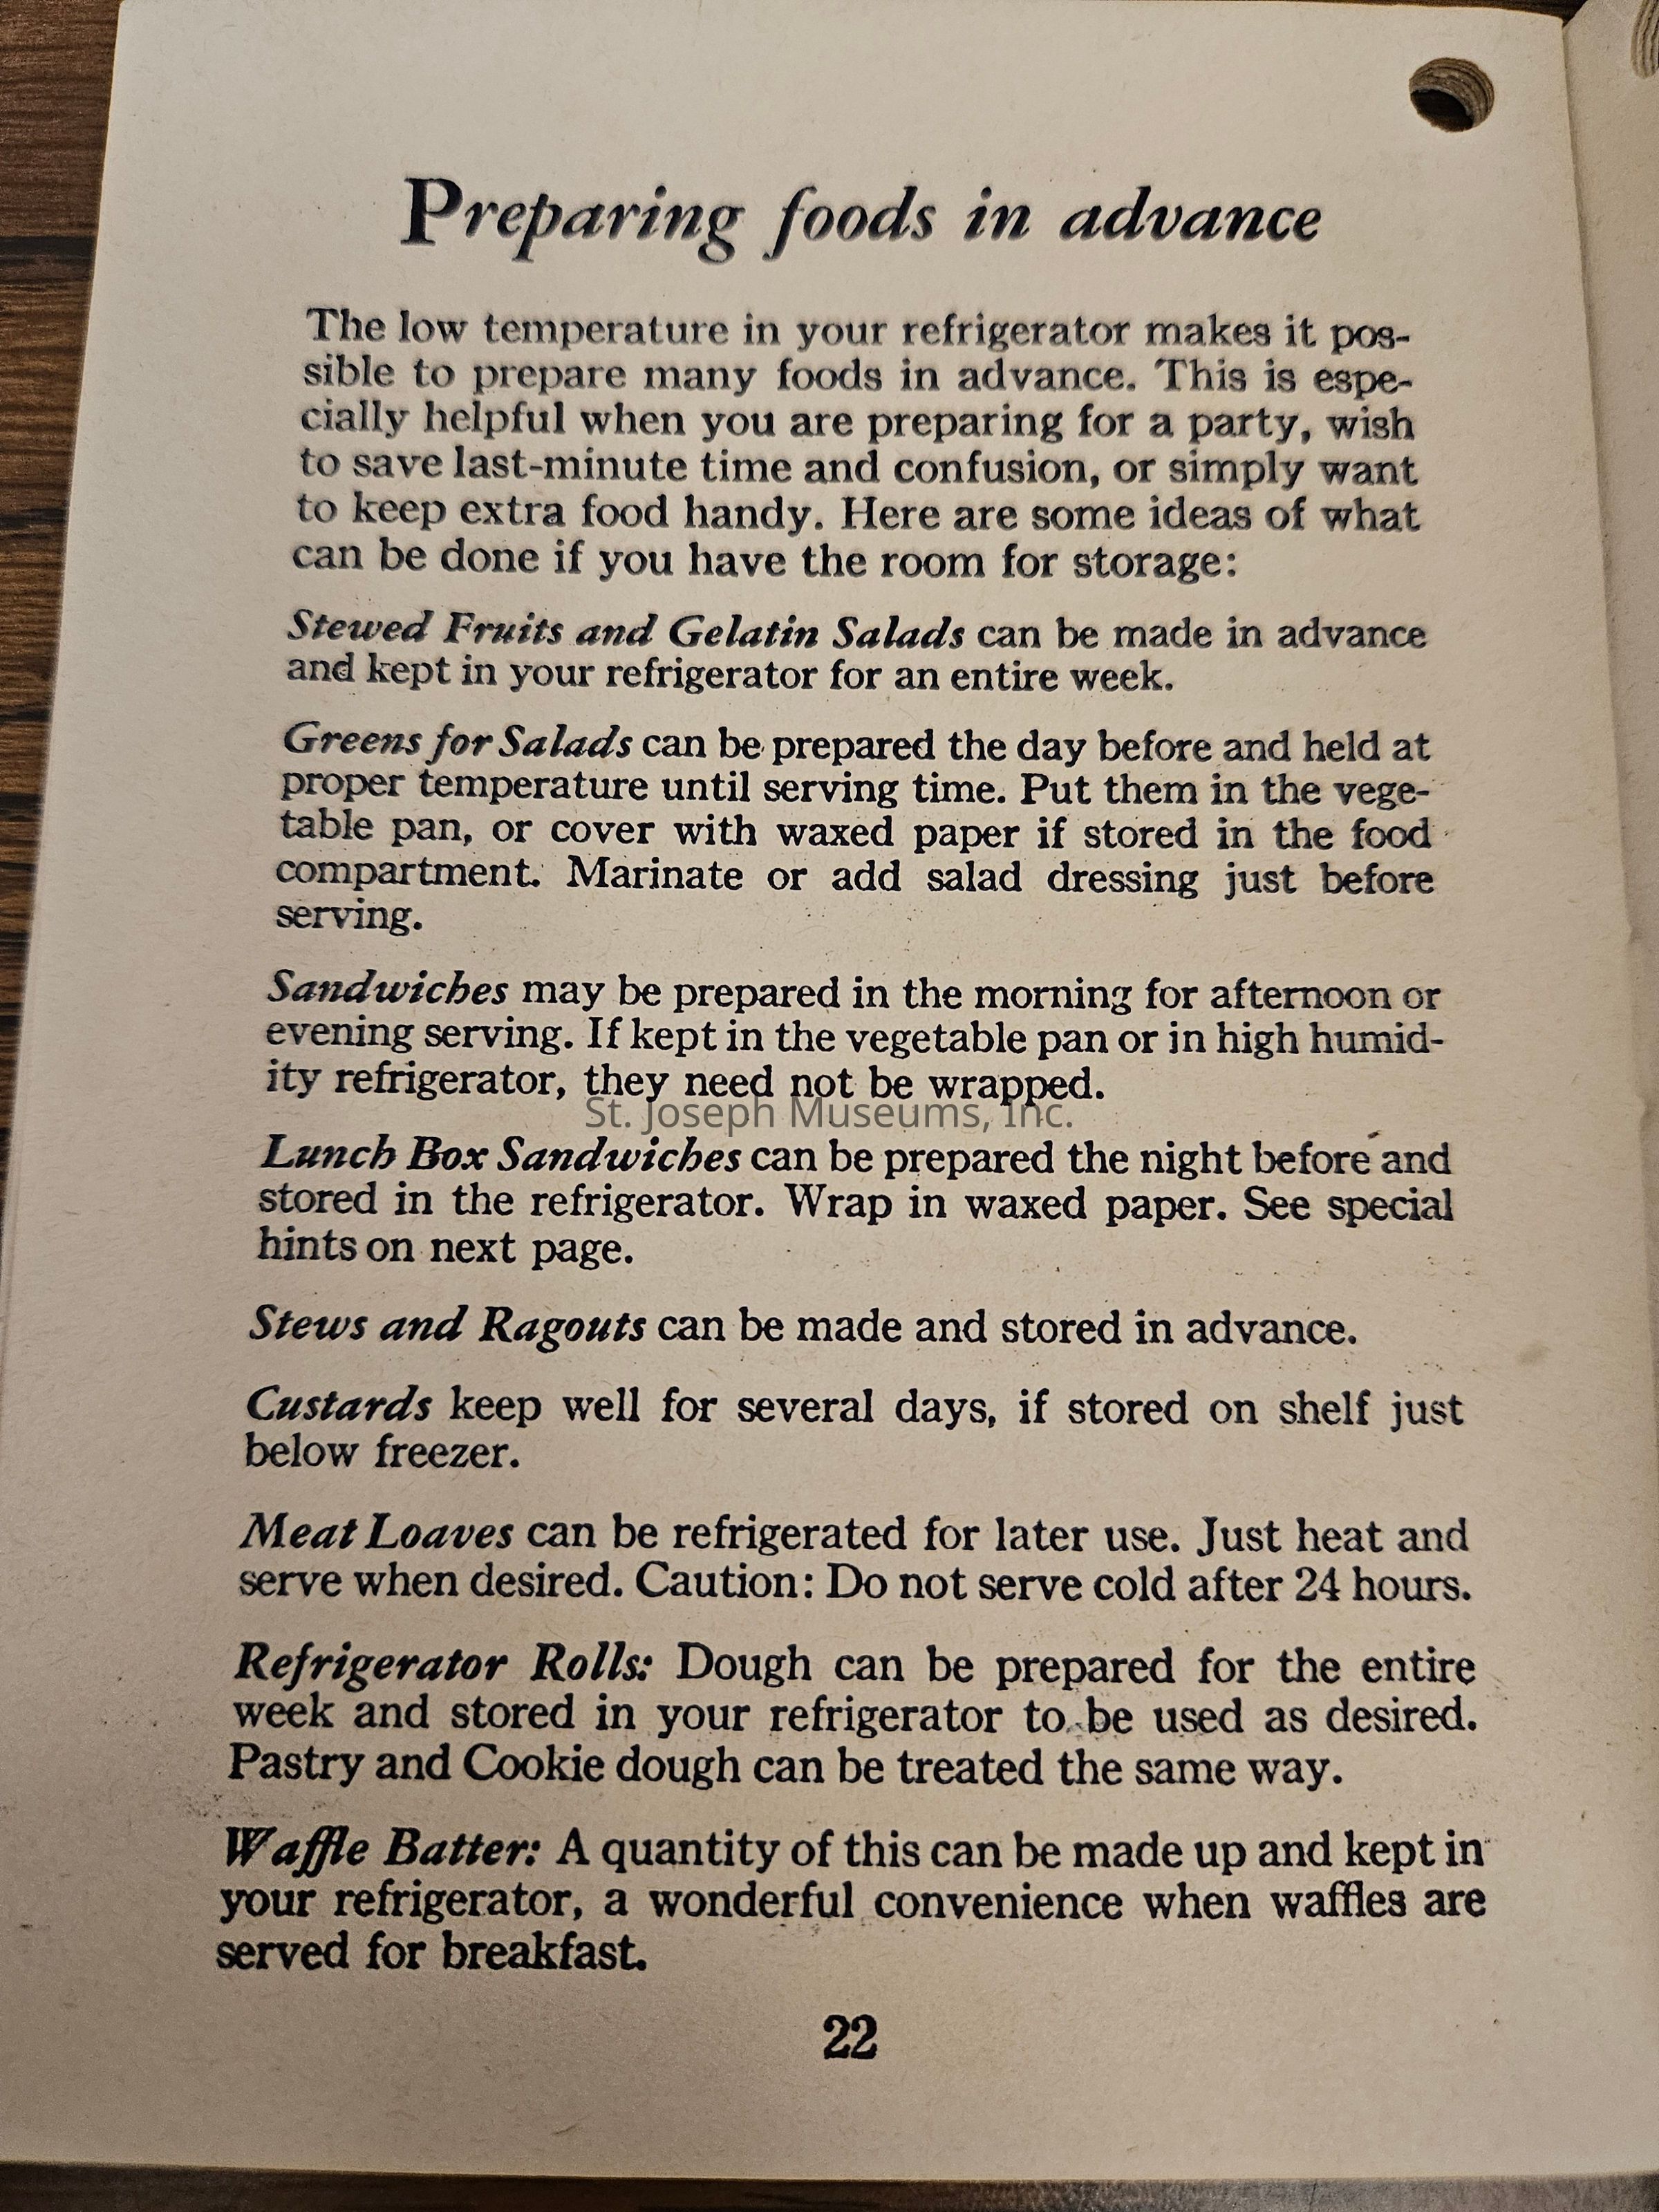 Preparing foods in advance
The low temperature in your refrigerator makes it pos-
sible to prepare many foods in advance. This is espe-
cially helpful when you are preparing for a party, wish
to save last-minute time and confusion, or simply want
to keep extra food handy. Here are some ideas of what
can be done if you have the room for storage:
Stewed Fruits and Gelatin Salads can be made in advance
and kept in your refrigerator for an entire week.
Greens for Salads can be prepared the day before and held at
proper temperature until serving time. Put them in the vege-
table pan, or cover with waxed paper if stored in the food
compartment. Marinate or add salad dressing just before
serving.
Sandwiches may be prepared in the morning for afternoon or
evening serving. If kept in the vegetable pan or in high humid-
ity refrigerator, they need not be wrapped.
St. Joseph Museums, Inc.
Lunch Box Sandwiches can be prepared the night before and
stored in the refrigerator. Wrap in waxed paper. See special
hints on next page.
Stews and Ragouts can be made and stored in advance.
Custards keep well for several days, if stored on shelf just
below freezer.
Meat Loaves can be refrigerated for later use. Just heat and
serve when desired. Caution: Do not serve cold after 24 hours.
Refrigerator Rolls: Dough can be prepared for the entire
week and stored in your refrigerator to be used as desired.
Pastry and Cookie dough can be treated the same way.
Waffle Batter: A quantity of this can be made up and kept in
your refrigerator, a wonderful convenience when waffles are
served for breakfast.
22